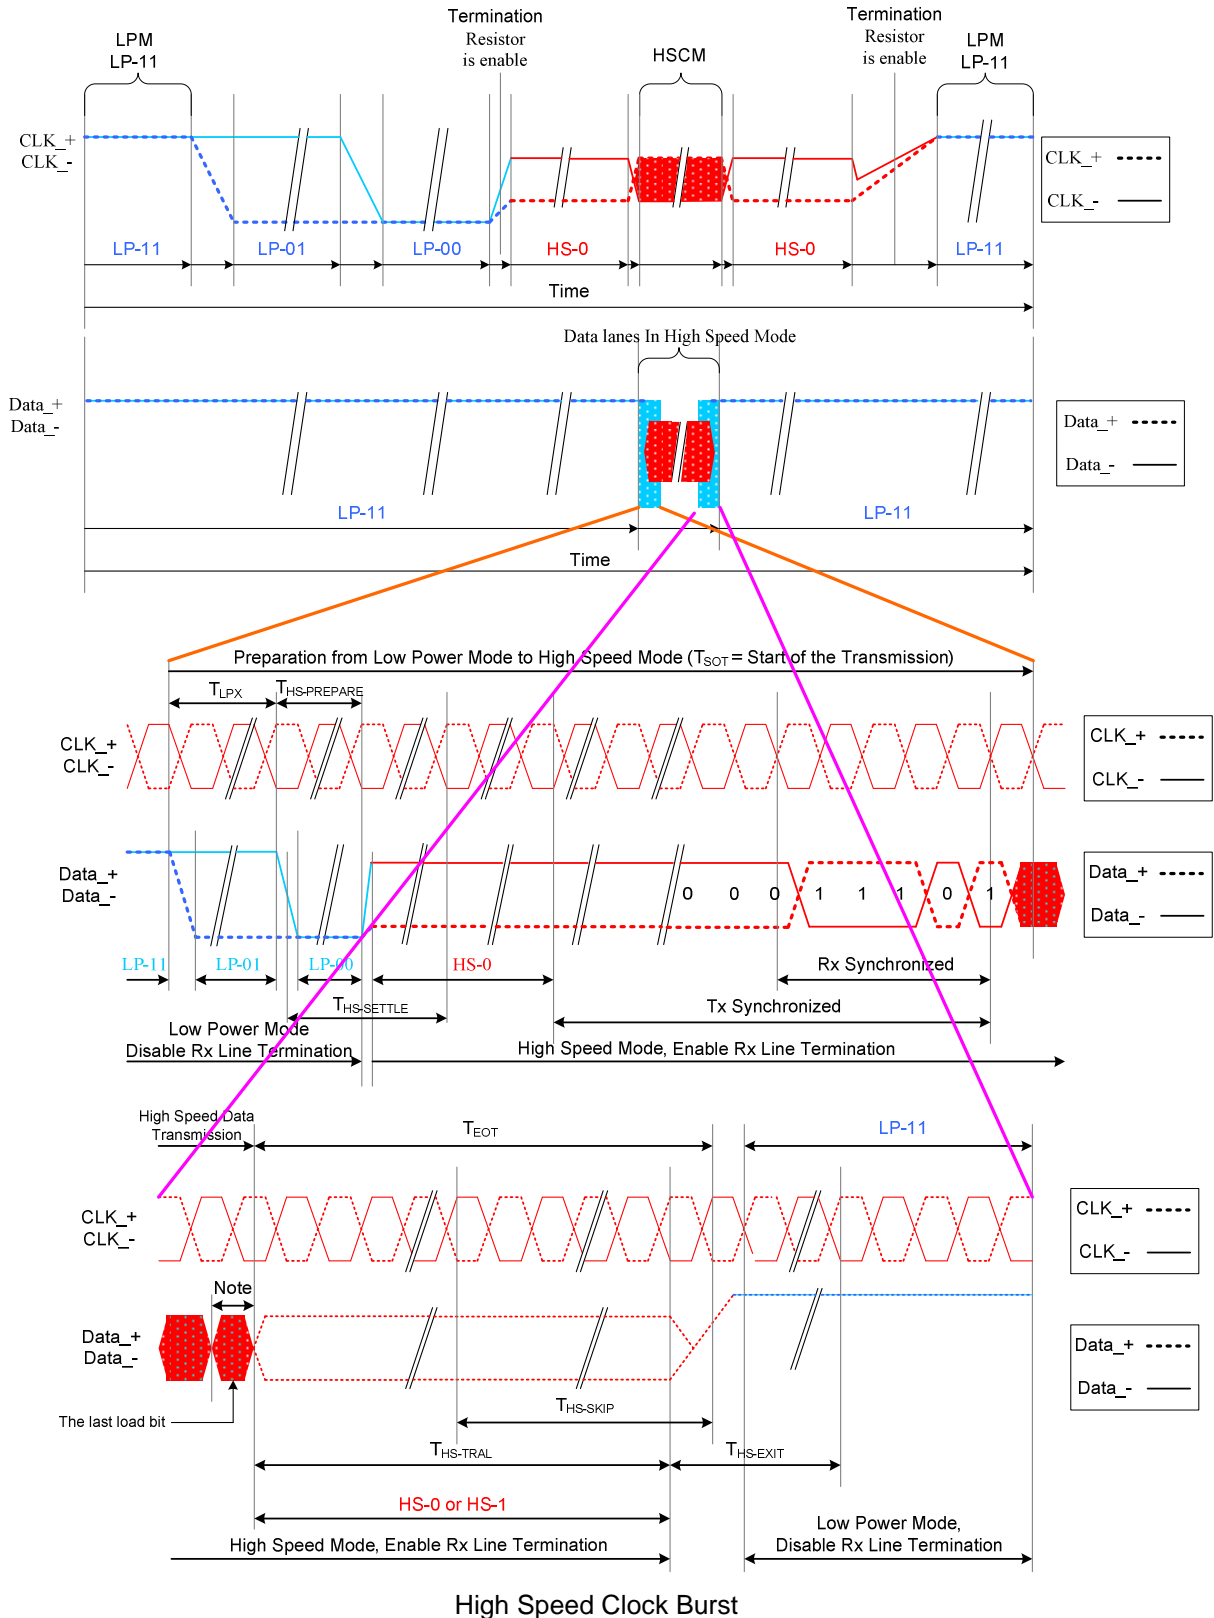 Termination
Resistor
is enable
Termination
Resistor
is enable
LPM
LP-11
HSCM
LPM
LP-11
CLK_+
CLK_-
CLK_+
CLK_-
LP-11
LP-01
LP-00
HS-0
HS-0
LP-11
Time
Data lanes In High Speed Mode
Data_+
Data_-
Data_+
Data_-
LP-11
LP-11
Time
Preparation from Low Power Mode to High Speed Mode (TSOT = Start of the Transmission)
TLPX
THS-PREPARE
CLK_+
CLK_-
CLK_+
CLK_-
Data_+
Data_-
0 0 0 1 1 1 0 1
Data_+
Data_-
LP-11
LP-01
LP-00
HS-0
Rx Synchronized
THS-SETTLE
Tx Synchronized
Low Power Mode
Disable Rx Line Termination
High Speed Mode, Enable Rx Line Termination
High Speed Data
Transmission
TEOT
LP-11
CLK_+
CLK_-
CLK_+
CLK_-
Note
Data_+
Data_-
Data_+
Data_-
The last load bit
THS-SKIP
THS-TRAL
THS-EXIT
HS-0 or HS-1
High Speed Mode, Enable Rx Line Termination
Low Power Mode,
Disable Rx Line Termination
High Speed Clock Burst